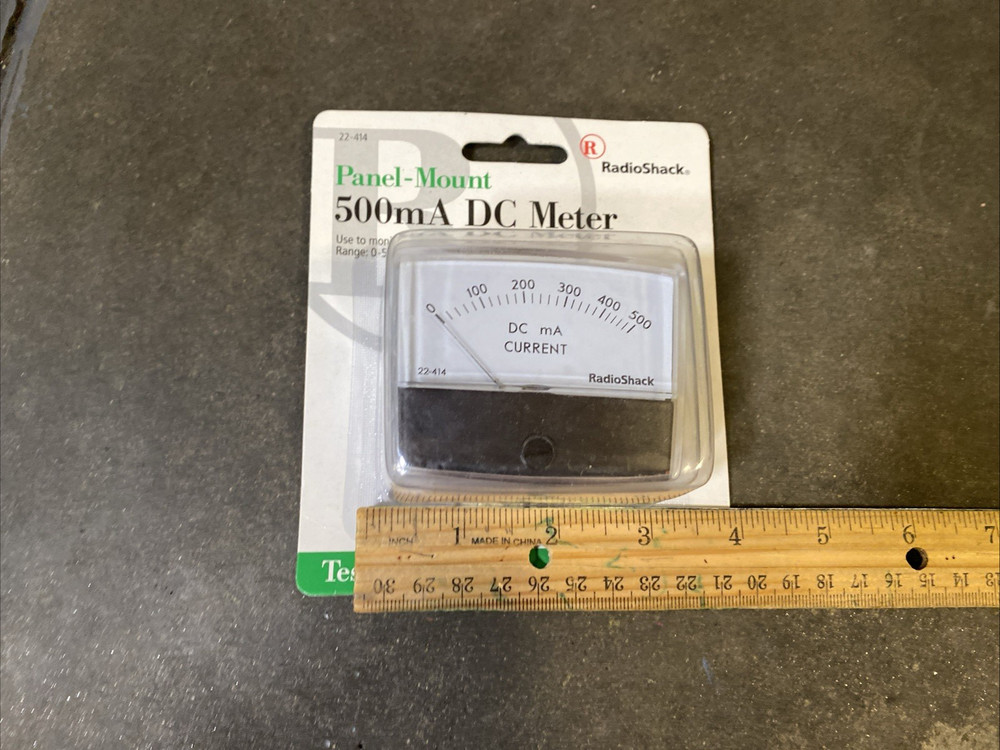 22-414
R
RadioShack®
Panel-Mount
500mA DC Meter
Use to mon
Range: 0-5
0 100 200 300 400 500
DC mA
CURRENT
22-414
RadioShack
INCH 1 MADE IN CHINA 2 3 4 5 6 7
30 29 28 27 26 25 24 23 22 21 20 19 18 17 16 15 14 13
Tes